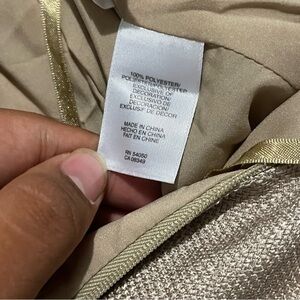 100% POLYESTER/
POLIESTER/POLYESTER
EXCLUSIVE OF
DECORATION/
EXCLUSIVO DE
DECORACION/
EXCLUSIF DE DECOR
MADE IN CHINA
HECHO EN CHINA
FAIT EN CHINE
RN 54050
CA 08349